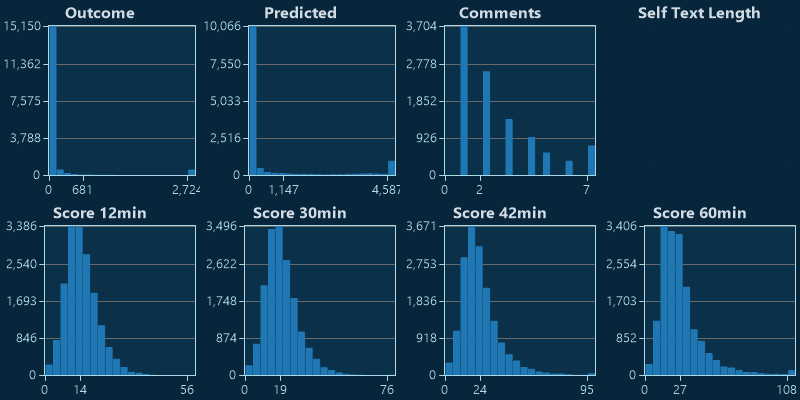 Outcome
15,150
11,362
7,575
3,788
0
0 681 2,724
Predicted
10,066
7,550
5,033
2,516
0
0 1,147 4,587
Comments
3,704
2,778
1,852
926
0
0 2 7
Self Text Length
Score 12min
3,386
2,540
1,693
846
0
0 14 56
Score 30min
3,496
2,622
1,748
874
0
0 19 76
Score 42min
3,671
2,753
1,836
918
0
0 24 95
Score 60min
3,406
2,554
1,703
852
0
0 27 108